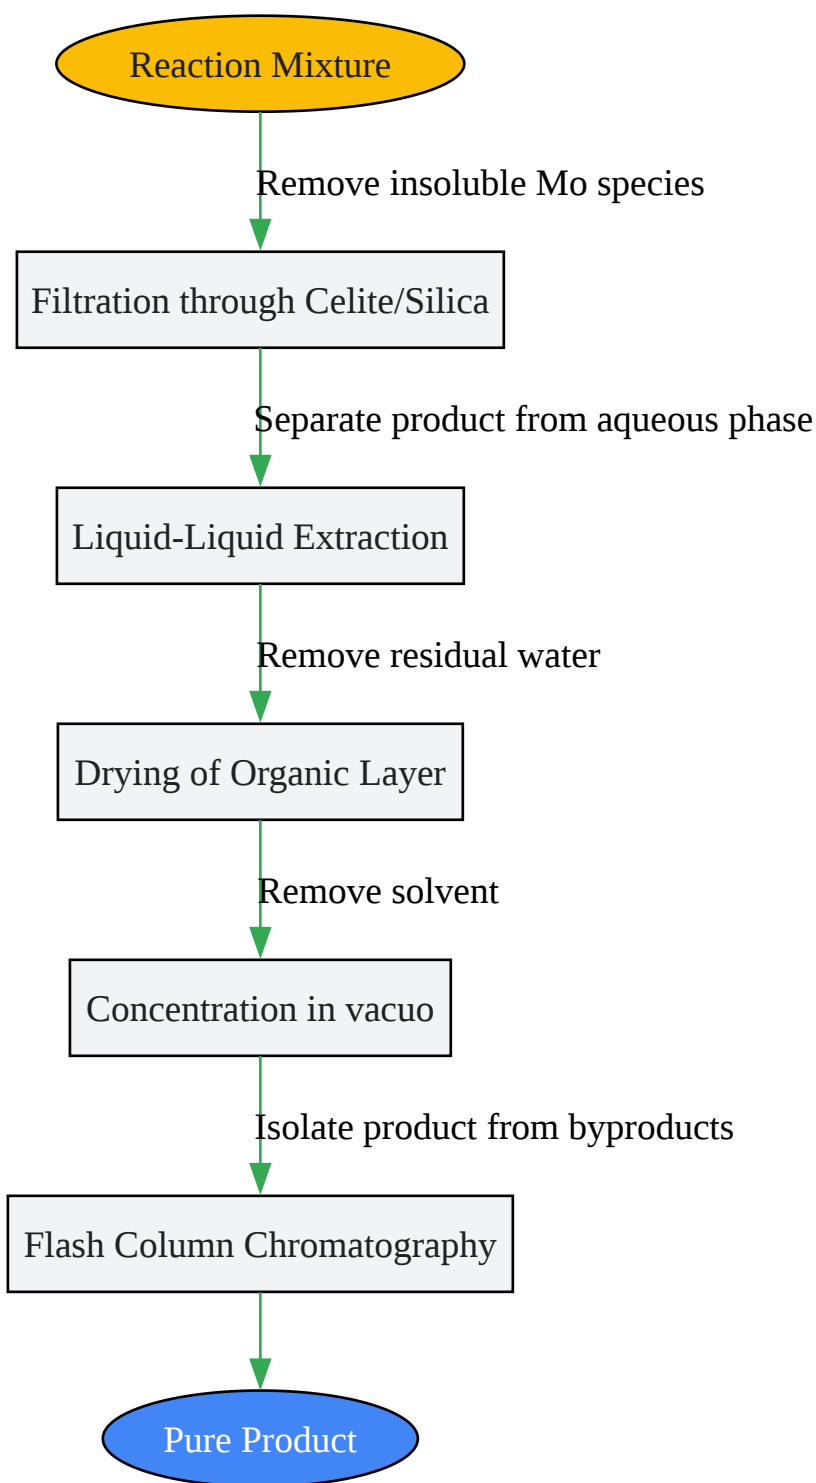 Reaction Mixture
Remove insoluble Mo species
Filtration through Celite/Silica
Separate product from aqueous phase
Liquid-Liquid Extraction
Remove residual water
Drying of Organic Layer
Remove solvent
Concentration in vacuo
Isolate product from byproducts
Flash Column Chromatography
Pure Product